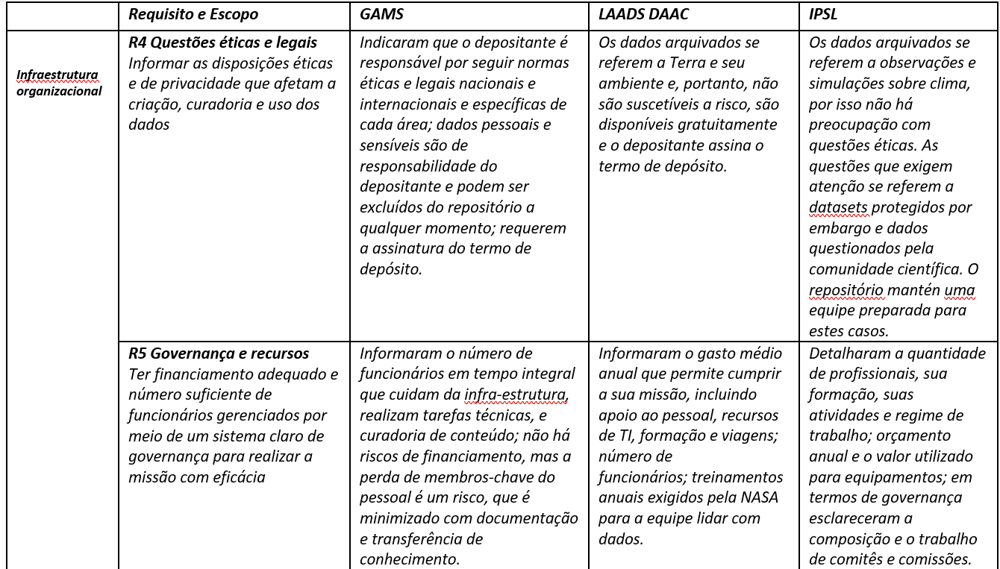 Requisito e Escopo
GAMS
LAADS DAAC
IPSL
Infraestrutura
organizacional
R4 Questões éticas e legais
Informar as disposições éticas
e de privacidade que afetam a
criação, curadoria e uso dos
dados
Indicaram que o depositante é
responsável por seguir normas
éticas e legais nacionais e
internacionais e específicas de
cada área; dados pessoais e
sensíveis são de
responsabilidade do
depositante e podem ser
excluídos do repositório a
qualquer momento; requerem
a assinatura do termo de
depósito.
Os dados arquivados se
referem a Terra e seu
ambiente e, portanto, não
são suscetíveis a risco, são
disponíveis gratuitamente
e o depositante assina o
termo de depósito.
Os dados arquivados se
referem a observações e
simulações sobre clima,
por isso não há
preocupação com
questões éticas. As
questões que exigem
atenção se referem a
datasets protegidos por
embargo e dados
questionados pela
comunidade científica. O
repositório mantén uma
equipe preparada para
estes casos.
R5 Governança e recursos
Ter financiamento adequado e
número suficiente de
funcionários gerenciados por
meio de um sistema claro de
governança para realizar a
missão com eficácia
Informaram o número de
funcionários em tempo integral
que cuidam da infra-estrutura,
realizam tarefas técnicas, e
curadoria de conteúdo; não há
riscos de financiamento, mas a
perda de membros-chave do
pessoal é um risco, que é
minimizado com documentação
e transferência de
conhecimento.
Informaram o gasto médio
anual que permite cumprir
a sua missão, incluindo
apoio ao pessoal, recursos
de TI, formação e viagens;
número de
funcionários; treinamentos
anuais exigidos pela NASA
para a equipe lidar com
dados.
Detalharam a quantidade
de profissionais, sua
formação, suas
atividades e regime de
trabalho; orçamento
anual e o valor utilizado
para equipamentos; em
termos de governança
esclareceram a
composição e o trabalho
de comitês e comissões.